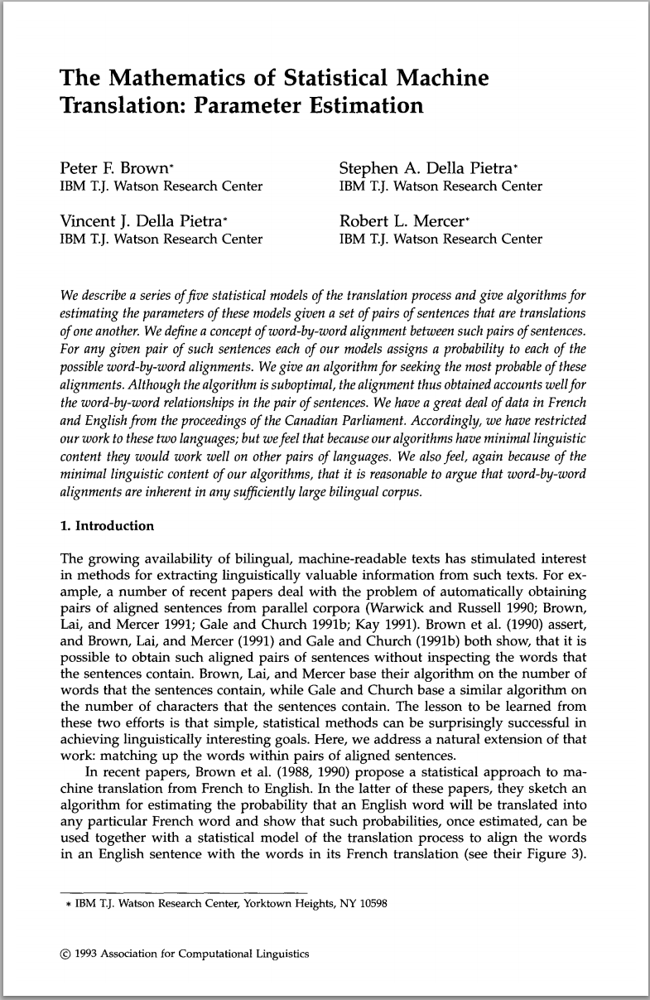 The Mathematics of Statistical Machine
Translation: Parameter Estimation
Peter F. Brown*
IBM T.J. Watson Research Center
Stephen A. Della Pietra*
IBM T.J. Watson Research Center
Vincent J. Della Pietra*
IBM T.J. Watson Research Center
Robert L. Mercer*
IBM T.J. Watson Research Center
We describe a series of five statistical models of the translation process and give algorithms for
estimating the parameters of these models given a set of pairs of sentences that are translations
of one another. We define a concept of word-by-word alignment between such pairs of sentences.
For any given pair of such sentences each of our models assigns a probability to each of the
possible word-by-word alignments. We give an algorithm for seeking the most probable of these
alignments. Although the algorithm is suboptimal, the alignment thus obtained accounts well for
the word-by-word relationships in the pair of sentences. We have a great deal of data in French
and English from the proceedings of the Canadian Parliament. Accordingly, we have restricted
our work to these two languages; but we feel that because our algorithms have minimal linguistic
content they would work well on other pairs of languages. We also feel, again because of the
minimal linguistic content of our algorithms, that it is reasonable to argue that word-by-word
alignments are inherent in any sufficiently large bilingual corpus.
1. Introduction
The growing availability of bilingual, machine-readable texts has stimulated interest
in methods for extracting linguistically valuable information from such texts. For ex-
ample, a number of recent papers deal with the problem of automatically obtaining
pairs of aligned sentences from parallel corpora (Warwick and Russell 1990; Brown,
Lai, and Mercer 1991; Gale and Church 1991b; Kay 1991). Brown et al. (1990) assert,
and Brown, Lai, and Mercer (1991) and Gale and Church (1991b) both show, that it is
possible to obtain such aligned pairs of sentences without inspecting the words that
the sentences contain. Brown, Lai, and Mercer base their algorithm on the number of
words that the sentences contain, while Gale and Church base a similar algorithm on
the number of characters that the sentences contain. The lesson to be learned from
these two efforts is that simple, statistical methods can be surprisingly successful in
achieving linguistically interesting goals. Here, we address a natural extension of that
work: matching up the words within pairs of aligned sentences.
In recent papers, Brown et al. (1988, 1990) propose a statistical approach to ma-
chine translation from French to English. In the latter of these papers, they sketch an
algorithm for estimating the probability that an English word will be translated into
any particular French word and show that such probabilities, once estimated, can be
used together with a statistical model of the translation process to align the words
in an English sentence with the words in its French translation (see their Figure 3).
* IBM T.J. Watson Research Center, Yorktown Heights, NY 10598
© 1993 Association for Computational Linguistics